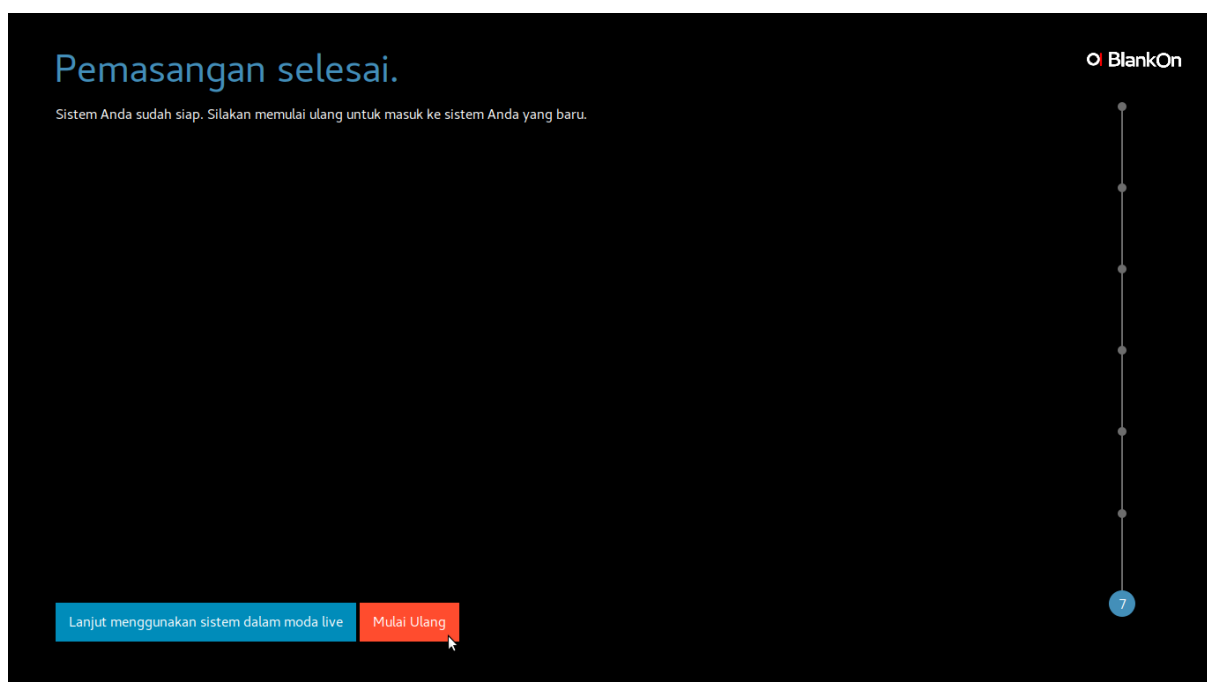 Pemasangan selesai.
BlankOn
Sistem Anda sudah siap. Silakan memulai ulang untuk masuk ke sistem Anda yang baru.
7
Lanjut menggunakan sistem dalam moda live
Mulai Ulang